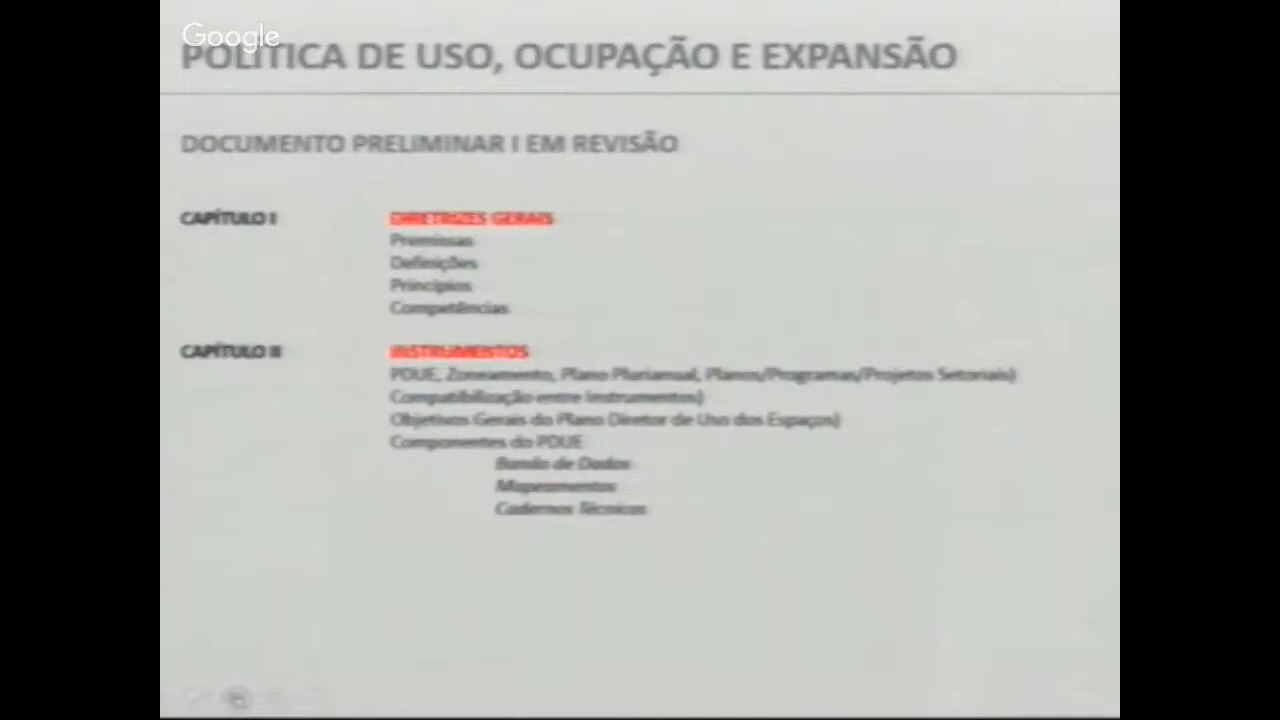 Google
POLÍTICA DE USO, OCUPAÇÃO E EXPANSÃO
DOCUMENTO PRELIMINAR I EM REVISÃO
CAPÍTULO I DIRETRIZES GERAIS
Premissas
Definições
Princípios
Competências
CAPÍTULO II INSTRUMENTOS
PDUE, Zoneamento, Plano Plurianual, Planos/Programas/Projetos Setoriais)
Compatibilização entre Instrumentos)
Objetivos Gerais do Plano Diretor de Uso dos Espaços)
Componentes do PDUE
Banda de Dados
Mapeamentos
Cadernos Técnicos